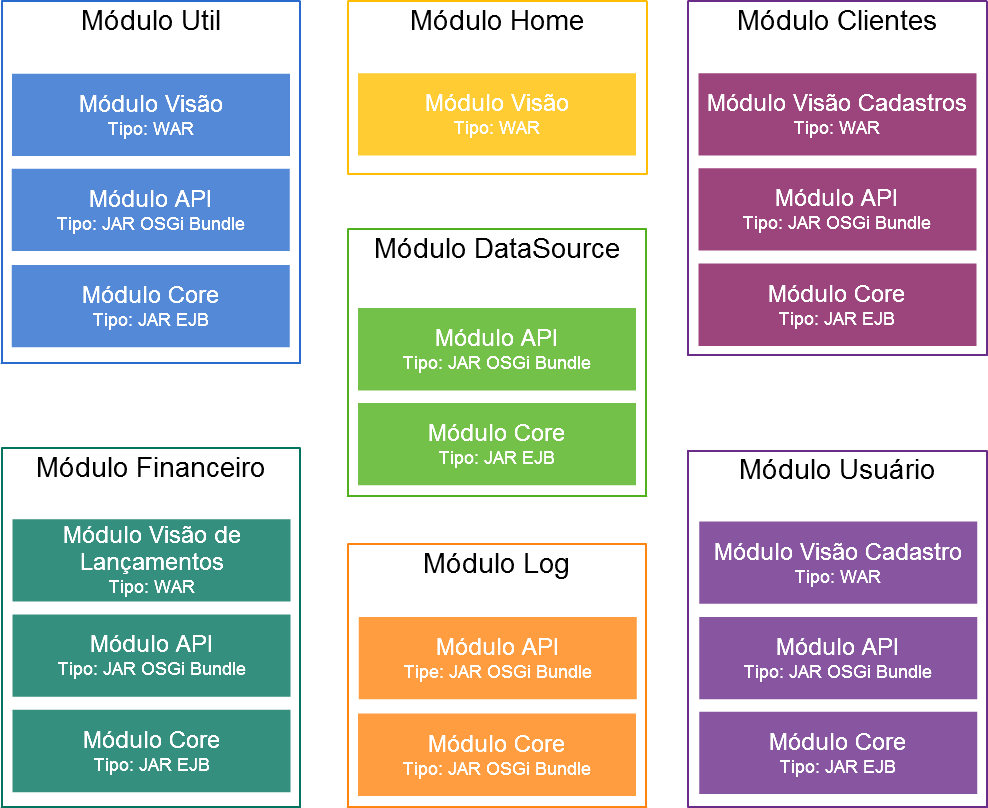 Módulo Util
Módulo Visão
Tipo: WAR
Módulo API
Tipo: JAR OSGi Bundle
Módulo Core
Tipo: JAR EJB
Módulo Home
Módulo Visão
Tipo: WAR
Módulo Clientes
Módulo Visão Cadastros
Tipo: WAR
Módulo API
Tipo: JAR OSGi Bundle
Módulo Core
Tipo: JAR EJB
Módulo DataSource
Módulo API
Tipo: JAR OSGi Bundle
Módulo Core
Tipo: JAR EJB
Módulo Financeiro
Módulo Visão de
Lançamentos
Tipo: WAR
Módulo API
Tipo: JAR OSGi Bundle
Módulo Core
Tipo: JAR EJB
Módulo Log
Módulo API
Tipe: JAR OSGi Bundle
Módulo Core
Tipo: JAR OSGi Bundle
Módulo Usuário
Módulo Visão Cadastro
Tipo: WAR
Módulo API
Tipo: JAR OSGi Bundle
Módulo Core
Tipo: JAR EJB